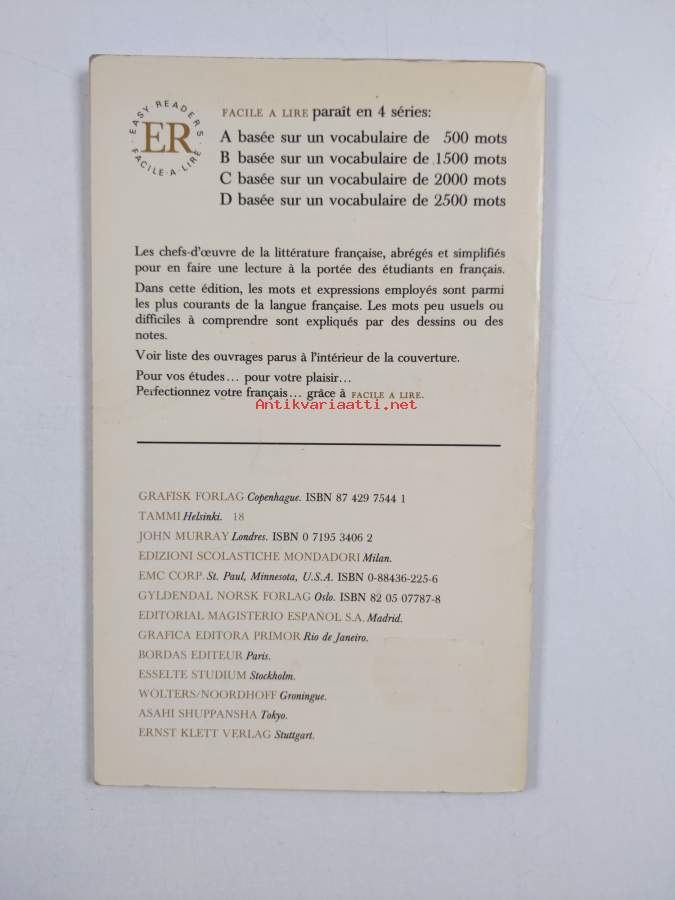 EASY·READERS
ER
FACILE·A·LIRE
FACILE A LIRE paraît en 4 séries:
A basée sur un vocabulaire de 500 mots
B basée sur un vocabulaire de 1500 mots
C basée sur un vocabulaire de 2000 mots
D basée sur un vocabulaire de 2500 mots
Les chefs-d'œuvre de la littérature française, abrégés et simplifiés
pour en faire une lecture à la portée des étudiants en français.
Dans cette édition, les mots et expressions employés sont parmi
les plus courants de la langue française. Les mots peu usuels ou
difficiles à comprendre sont expliqués par des dessins ou des
notes.
Voir liste des ouvrages parus à l'intérieur de la couverture.
Pour vos études... pour votre plaisir...
Perfectionnez votre français... grâce à FACILE A LIRE.
Antikvariaatti.net
GRAFISK FORLAG Copenhague. ISBN 87 429 7544 1
TAMMI Helsinki. 18
JOHN MURRAY Londres. ISBN 0 7195 3406 2
EDIZIONI SCOLASTICHE MONDADORI Milan.
EMC CORP. St. Paul, Minnesota, U.S.A. ISBN 0-88436-225-6
GYLDENDAL NORSK FORLAG Oslo. ISBN 82 05 07787-8
EDITORIAL MAGISTERIO ESPAÑOL S.A. Madrid.
GRAFICA EDITORA PRIMOR Rio de Janeiro.
BORDAS EDITEUR Paris.
ESSELTE STUDIUM Stockholm.
WOLTERS/NOORDHOFF Groningue.
ASAHI SHUPPANSHA Tokyo.
ERNST KLETT VERLAG Stuttgart.